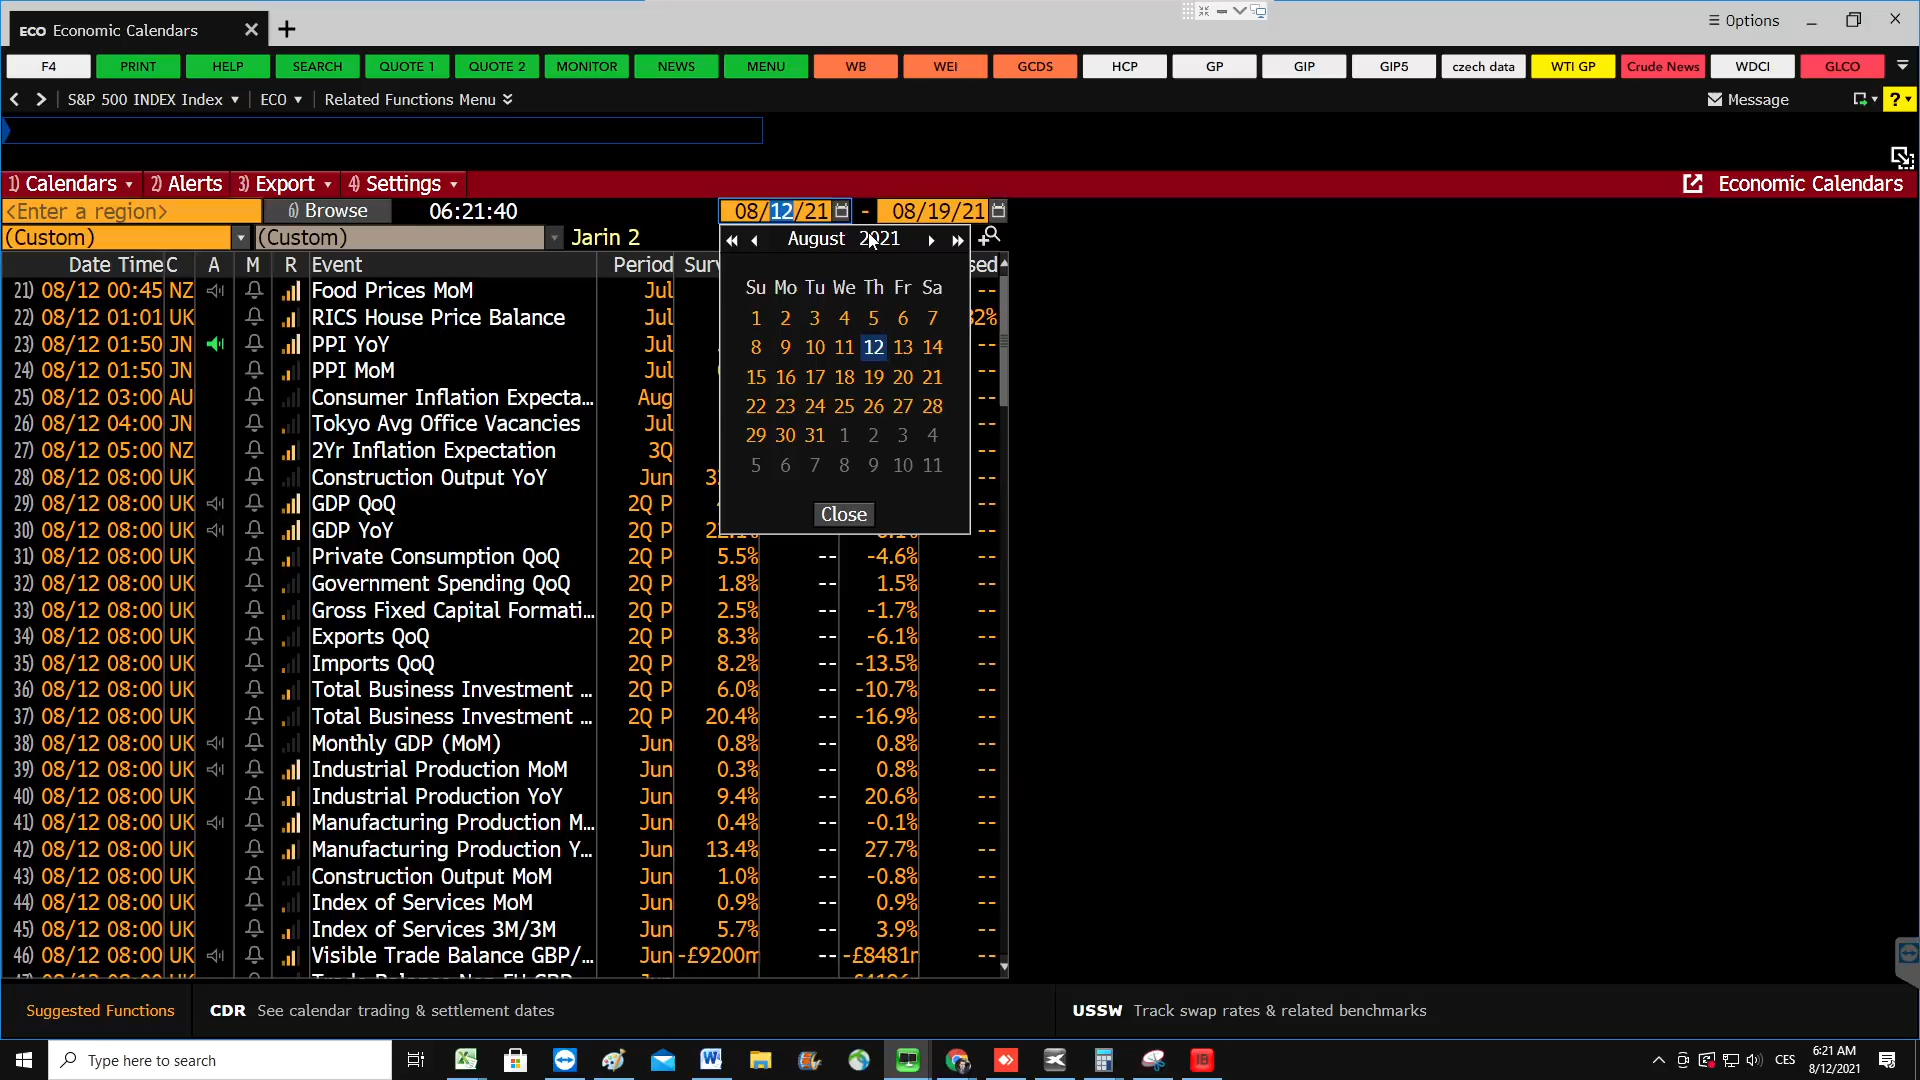 ECO Economic Calendars
Options
F4 PRINT HELP SEARCH QUOTE 1 QUOTE 2 MONITOR NEWS MENU WB WEI GCDS HCP GP GIP GIP5 czech data WTI GP Crude News WDCI GLCO
S&P 500 INDEX Index ECO Related Functions Menu Message ?
1) Calendars 2) Alerts 3) Export 4) Settings Economic Calendars
<Enter a region> 6) Browse 06:21:40 08/12/21 - 08/19/21
(Custom) (Custom) Jarin 2
August 2021
Su Mo Tu We Th Fr Sa
1 2 3 4 5 6 7
8 9 10 11 12 13 14
15 16 17 18 19 20 21
22 23 24 25 26 27 28
29 30 31 1 2 3 4
5 6 7 8 9 10 11
Close
Date Time C A M R Event Period Surv sed
21) 08/12 00:45 NZ Food Prices MoM Jul --
22) 08/12 01:01 UK RICS House Price Balance Jul 2%
23) 08/12 01:50 JN PPI YoY Jul --
24) 08/12 01:50 JN PPI MoM Jul --
25) 08/12 03:00 AU Consumer Inflation Expecta... Aug --
26) 08/12 04:00 JN Tokyo Avg Office Vacancies Jul --
27) 08/12 05:00 NZ 2Yr Inflation Expectation 3Q --
28) 08/12 08:00 UK Construction Output YoY Jun --
29) 08/12 08:00 UK GDP QoQ 2Q P --
30) 08/12 08:00 UK GDP YoY 2Q P --
31) 08/12 08:00 UK Private Consumption QoQ 2Q P 5.5% -- -4.6% --
32) 08/12 08:00 UK Government Spending QoQ 2Q P 1.8% -- 1.5% --
33) 08/12 08:00 UK Gross Fixed Capital Formati... 2Q P 2.5% -- -1.7% --
34) 08/12 08:00 UK Exports QoQ 2Q P 8.3% -- -6.1% --
35) 08/12 08:00 UK Imports QoQ 2Q P 8.2% -- -13.5% --
36) 08/12 08:00 UK Total Business Investment ... 2Q P 6.0% -- -10.7% --
37) 08/12 08:00 UK Total Business Investment ... 2Q P 20.4% -- -16.9% --
38) 08/12 08:00 UK Monthly GDP (MoM) Jun 0.8% -- 0.8% --
39) 08/12 08:00 UK Industrial Production MoM Jun 0.3% -- 0.8% --
40) 08/12 08:00 UK Industrial Production YoY Jun 9.4% -- 20.6% --
41) 08/12 08:00 UK Manufacturing Production M... Jun 0.4% -- -0.1% --
42) 08/12 08:00 UK Manufacturing Production Y... Jun 13.4% -- 27.7% --
43) 08/12 08:00 UK Construction Output MoM Jun 1.0% -- -0.8% --
44) 08/12 08:00 UK Index of Services MoM Jun 0.9% -- 0.9% --
45) 08/12 08:00 UK Index of Services 3M/3M Jun 5.7% -- 3.9% --
46) 08/12 08:00 UK Visible Trade Balance GBP/... Jun -£9200m -- -£8481m --
Suggested Functions CDR See calendar trading & settlement dates USSW Track swap rates & related benchmarks
Type here to search
CES 6:21 AM
8/12/2021